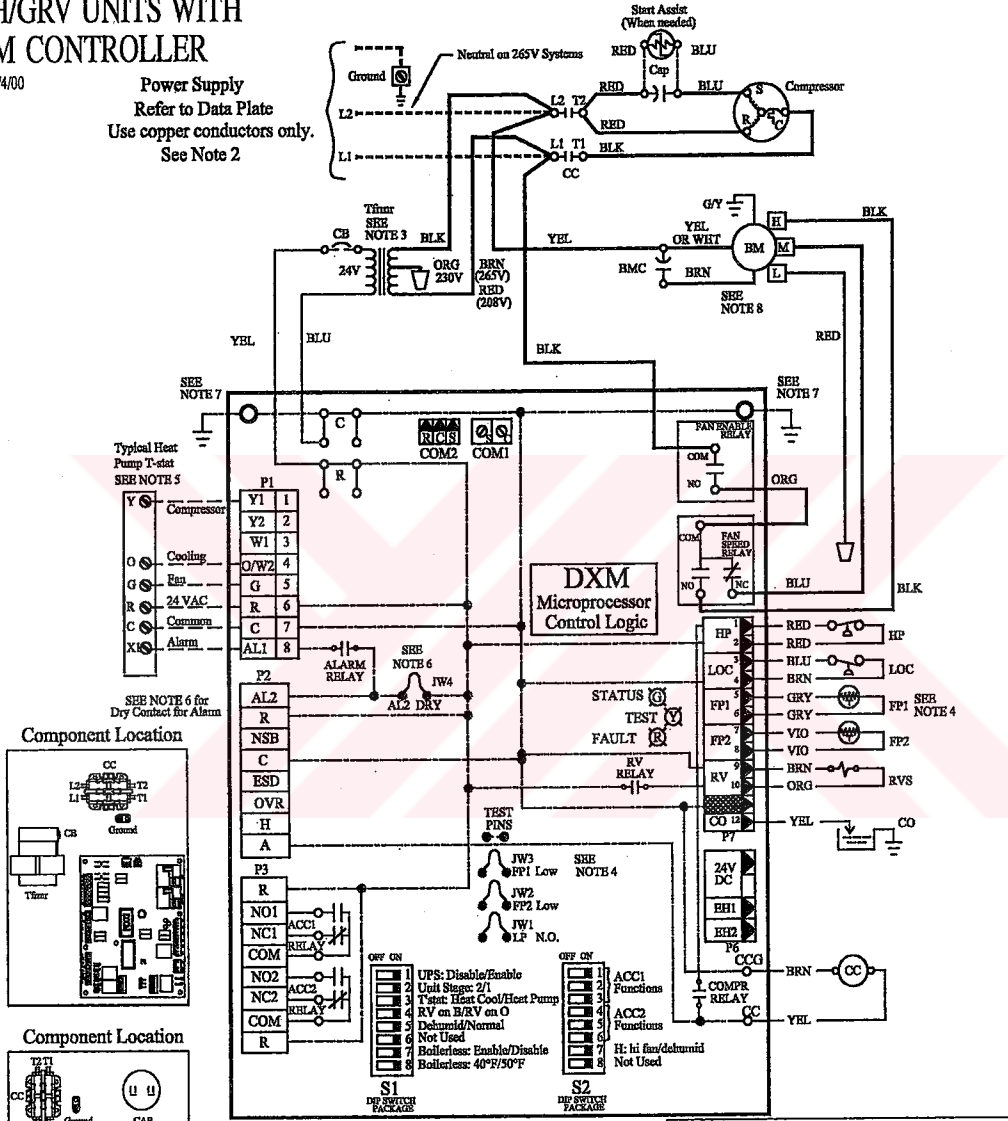 H/GRV UNITS WITH
M CONTROLLER
/4/00
Power Supply
Refer to Data Plate
Use copper conductors only.
See Note 2
Ground
Neutral on 265V Systems
L2
L1
Start Assist
(When needed)
RED
BLU
Cap
RED
BLU
Compressor
S
R
C
L2 T2
RED
L1 T1
BLK
CC
Tfmr
SEE
NOTE 3
CB
24V
BLK
ORG
230V
BRN
(265V)
RED
(208V)
YEL
G/Y
YEL
OR WHT
BMC
BRN
BM
H
M
L
BLK
SEE
NOTE 8
RED
YEL
BLU
BLK
SEE
NOTE 7
SEE
NOTE 7
C
R
R C S
COM2
COM1
FAN ENABLE
RELAY
COM
NO
ORG
COM
FAN
SPEED
RELAY
NO
NC
BLU
BLK
Typical Heat
Pump T-stat
SEE NOTE 5
Y
Compressor
O
Cooling
G
Fan
R
24 VAC
C
Common
Alarm
P1
Y1 1
Y2 2
W1 3
O/W2 4
G 5
R 6
C 7
AL1 8
DXM
Microprocessor
Control Logic
ALARM
RELAY
SEE
NOTE 6
JW4
AL2 DRY
SEE NOTE 6 for
Dry Contact for Alarm
P2
AL2
R
NSB
C
ESD
OVR
H
A
STATUS G
TEST Y
FAULT R
RV
RELAY
HP 1 RED HP
2 RED
LOC 3 BLU LOC
4 BRN
FP1 5 GRY FP1 SEE
6 GRY NOTE 4
FP2 7 VIO FP2
8 VIO
RV 9 BRN RVS
10 ORG
CO 12 YEL CO
P7
24V
DC
EH1
EH2
P6
TEST
PINS
JW3
FP1 Low
SEE
NOTE 4
JW2
FP2 Low
JW1
LP N.O.
P3
R
NO1
NC1
COM
NO2
NC2
COM
R
ACC1
RELAY
ACC2
RELAY
OFF ON
1 UPS: Disable/Enable
2 Unit Stage: 2/1
3 T'stat: Heat Cool/Heat Pump
4 RV on B/RV on O
5 Dehumid/Normal
6 Not Used
7 Boilerless: Enable/Disable
8 Boilerless: 40°F/50°F
S1
DIP SWITCH
PACKAGE
OFF ON
1
2
3
4
5
6
7
8
ACC1
Functions
ACC2
Functions
H: hi fan/dehumid
Not Used
S2
DIP SWITCH
PACKAGE
CCG
BRN
CC
COMPR
RELAY
CC
YEL
Component Location
CC
L2 T2
L1 T1
Ground
CB
Tfmr
Component Location
T2 T1
CC
Ground
CAP